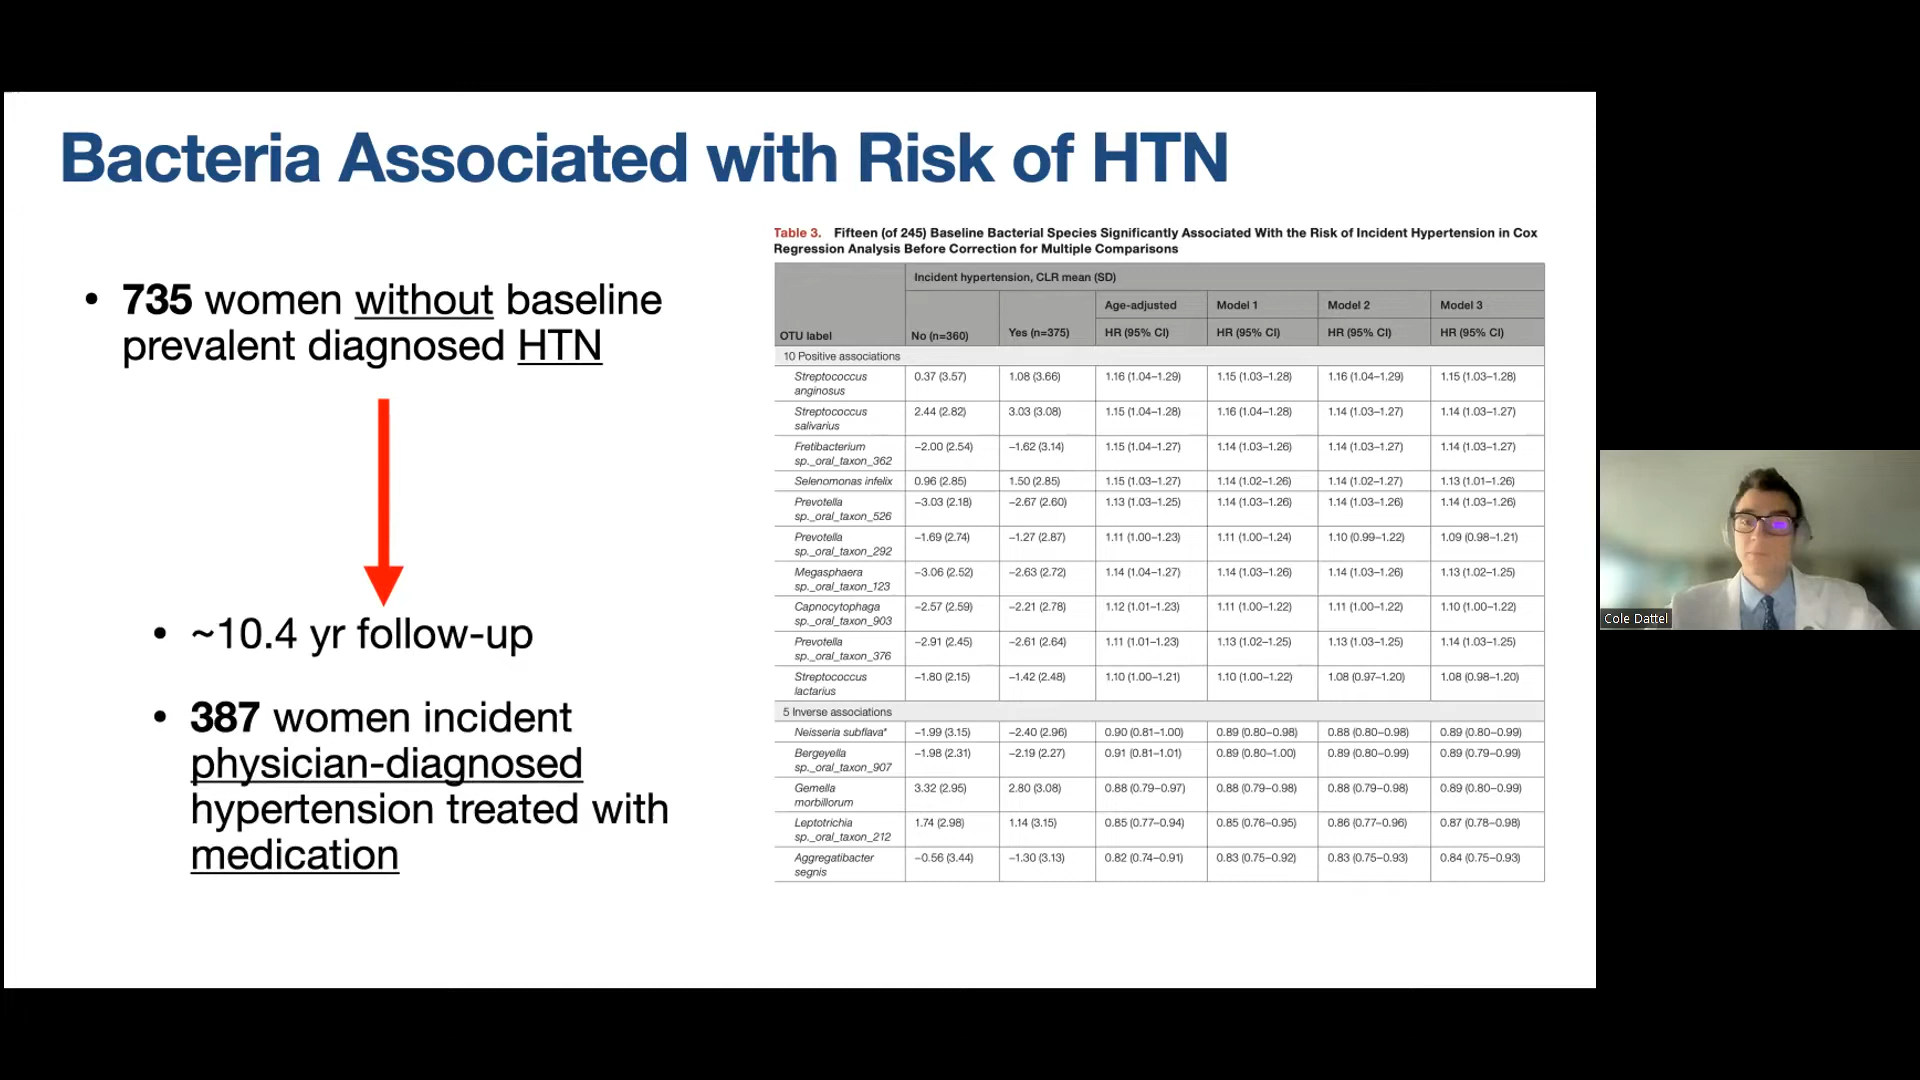 Bacteria Associated with Risk of HTN
• 735 women without baseline
prevalent diagnosed HTN
• ~10.4 yr follow-up
• 387 women incident
physician-diagnosed
hypertension treated with
medication
Table 3. Fifteen (of 245) Baseline Bacterial Species Significantly Associated With the Risk of Incident Hypertension in Cox
Regression Analysis Before Correction for Multiple Comparisons
Incident hypertension, CLR mean (SD)
Age-adjusted Model 1 Model 2 Model 3
OTU label No (n=360) Yes (n=375) HR (95% CI) HR (95% CI) HR (95% CI) HR (95% CI)
10 Positive associations
Streptococcus 0.37 (3.57) 1.08 (3.66) 1.16 (1.04–1.29) 1.15 (1.03–1.28) 1.16 (1.04–1.29) 1.15 (1.03–1.28)
anginosus
Streptococcus 2.44 (2.82) 3.03 (3.08) 1.15 (1.04–1.28) 1.16 (1.04–1.28) 1.14 (1.03–1.27) 1.14 (1.03–1.27)
salivarius
Fretibacterium −2.00 (2.54) −1.62 (3.14) 1.15 (1.04–1.27) 1.14 (1.03–1.26) 1.14 (1.03–1.27) 1.14 (1.03–1.27)
sp._oral_taxon_362
Selenomonas infelix 0.96 (2.85) 1.50 (2.85) 1.15 (1.03–1.27) 1.14 (1.02–1.26) 1.14 (1.02–1.27) 1.13 (1.01–1.26)
Prevotella −3.03 (2.18) −2.67 (2.60) 1.13 (1.03–1.25) 1.14 (1.03–1.26) 1.14 (1.03–1.26) 1.14 (1.03–1.26)
sp._oral_taxon_526
Prevotella −1.69 (2.74) −1.27 (2.87) 1.11 (1.00–1.23) 1.11 (1.00–1.24) 1.10 (0.99–1.22) 1.09 (0.98–1.21)
sp._oral_taxon_292
Megasphaera −3.06 (2.52) −2.63 (2.72) 1.14 (1.04–1.27) 1.14 (1.03–1.26) 1.14 (1.03–1.26) 1.13 (1.02–1.25)
sp._oral_taxon_123
Capnocytophaga −2.57 (2.59) −2.21 (2.78) 1.12 (1.01–1.23) 1.11 (1.00–1.22) 1.11 (1.00–1.22) 1.10 (1.00–1.22)
sp._oral_taxon_903
Prevotella −2.91 (2.45) −2.61 (2.64) 1.11 (1.01–1.23) 1.13 (1.02–1.25) 1.13 (1.03–1.25) 1.14 (1.03–1.25)
sp._oral_taxon_376
Streptococcus −1.80 (2.15) −1.42 (2.48) 1.10 (1.00–1.21) 1.10 (1.00–1.22) 1.08 (0.97–1.20) 1.08 (0.98–1.20)
lactarius
5 Inverse associations
Neisseria subflava* −1.99 (3.15) −2.40 (2.96) 0.90 (0.81–1.00) 0.89 (0.80–0.98) 0.88 (0.80–0.98) 0.89 (0.80–0.99)
Bergeyella −1.98 (2.31) −2.19 (2.27) 0.91 (0.81–1.01) 0.89 (0.80–1.00) 0.89 (0.80–0.99) 0.89 (0.79–0.99)
sp._oral_taxon_907
Gemella 3.32 (2.95) 2.80 (3.08) 0.88 (0.79–0.97) 0.88 (0.79–0.98) 0.88 (0.79–0.98) 0.89 (0.80–0.99)
morbillorum
Leptotrichia 1.74 (2.98) 1.14 (3.15) 0.85 (0.77–0.94) 0.85 (0.76–0.95) 0.86 (0.77–0.96) 0.87 (0.78–0.98)
sp._oral_taxon_212
Aggregatibacter −0.56 (3.44) −1.30 (3.13) 0.82 (0.74–0.91) 0.83 (0.75–0.92) 0.83 (0.75–0.93) 0.84 (0.75–0.93)
segnis
Cole Dattel